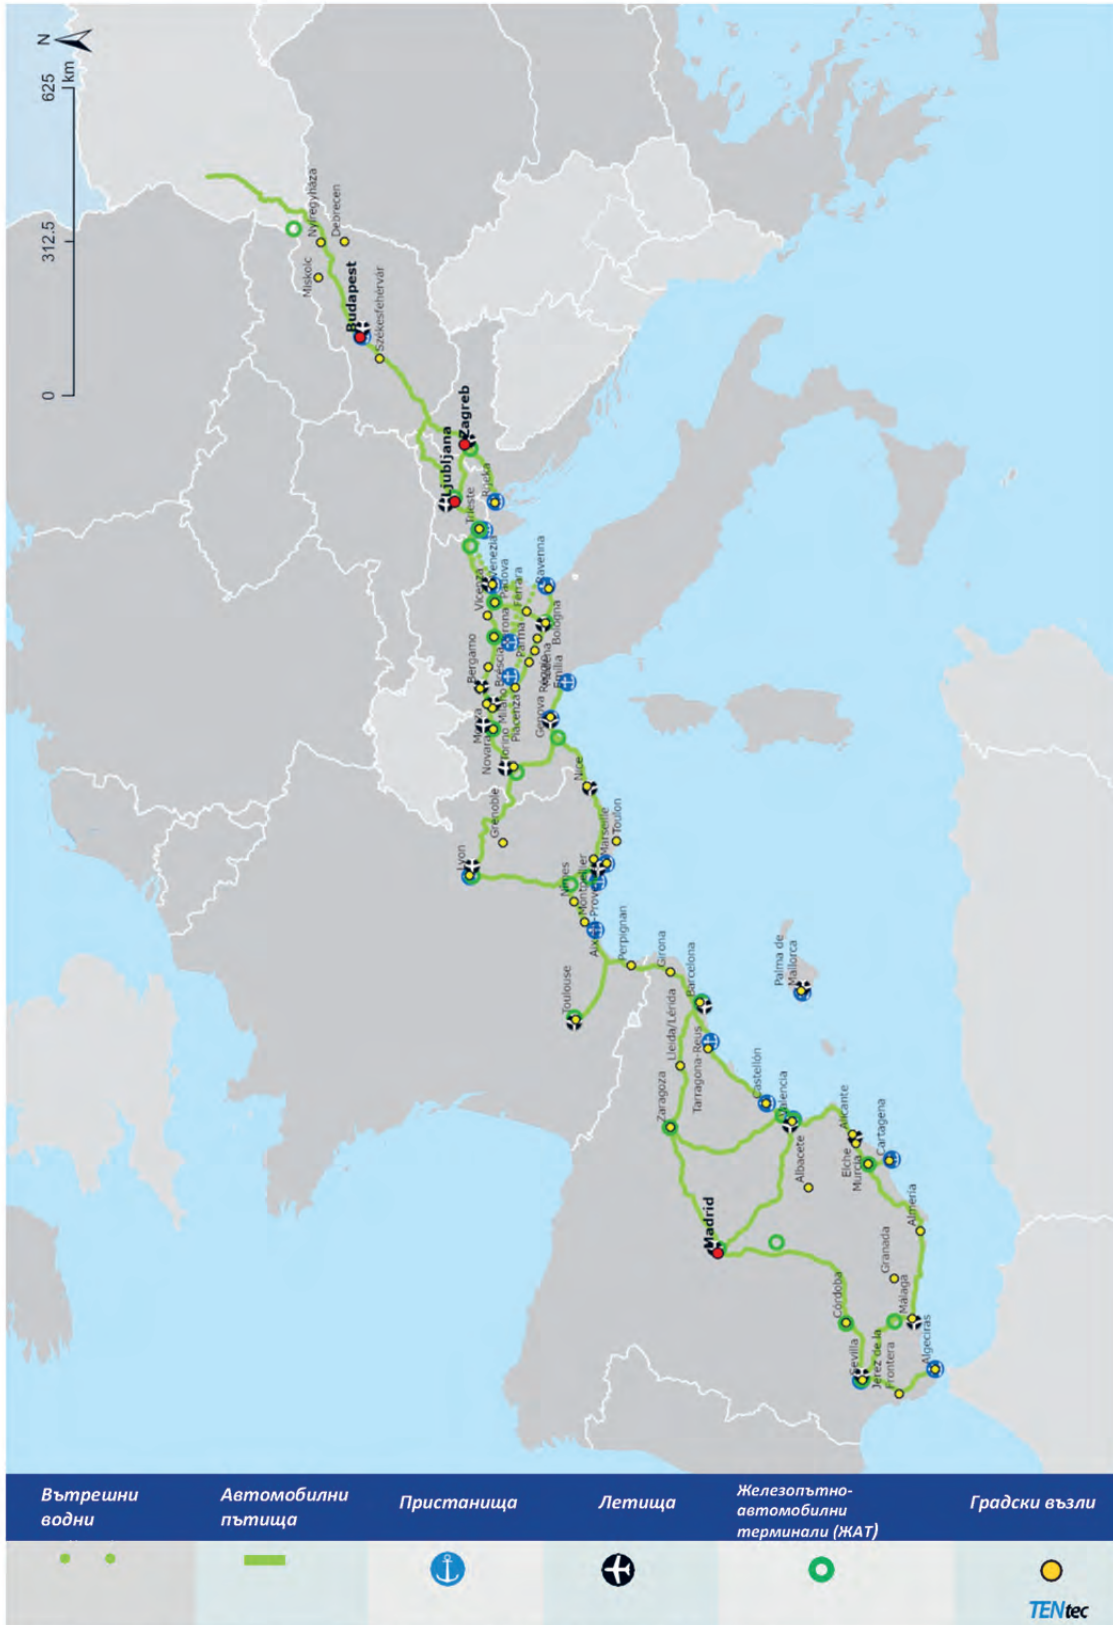 N
0
312.5
625
km
Nyíregyháza
Debrecen
Miskolc
Budapest
Székesfehérvár
Zagreb
Ljubljana
Rijeka
Trieste
Venezia
Padova
Vicenza
Ferrara
Ravenna
Bologna
Parma
Emilia
Bergamo
Brescia
Milano
Novara
Piacenza
Torino
Genova
Nice
Grenoble
Lyon
Marseille
Toulon
Nîmes
Montpellier
Perpignan
Toulouse
Girona
Barcelona
Lleida/Lérida
Tarragona-Reus
Zaragoza
Palma de
Mallorca
Castellón
Valencia
Alicante
Elche
Murcia
Cartagena
Albacete
Madrid
Almería
Granada
Málaga
Córdoba
Sevilla
Jerez de la
Frontera
Algeciras
Вътрешни
водни
Автомобилни
пътища
Пристанища
Летища
Железопътно-
автомобилни
терминали (ЖАТ)
Градски възли
TENtec